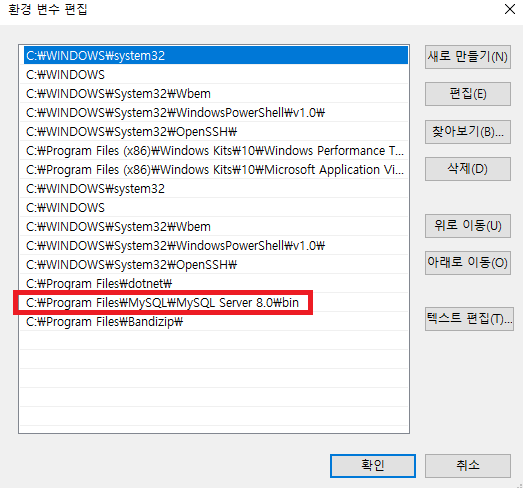 환경 변수 편집
C:₩WINDOWS₩system32
C:₩WINDOWS
C:₩WINDOWS₩System32₩Wbem
C:₩WINDOWS₩System32₩WindowsPowerShell₩v1.0₩
C:₩WINDOWS₩System32₩OpenSSH₩
C:₩Program Files (x86)₩Windows Kits₩10₩Windows Performance T...
C:₩Program Files (x86)₩Windows Kits₩10₩Microsoft Application Vi...
C:₩WINDOWS₩system32
C:₩WINDOWS
C:₩WINDOWS₩System32₩Wbem
C:₩WINDOWS₩System32₩WindowsPowerShell₩v1.0₩
C:₩WINDOWS₩System32₩OpenSSH₩
C:₩Program Files₩dotnet₩
C:₩Program Files₩MySQL₩MySQL Server 8.0₩bin
C:₩Program Files₩Bandizip₩
새로 만들기(N)
편집(E)
찾아보기(B)...
삭제(D)
위로 이동(U)
아래로 이동(O)
텍스트 편집(T)...
확인
취소